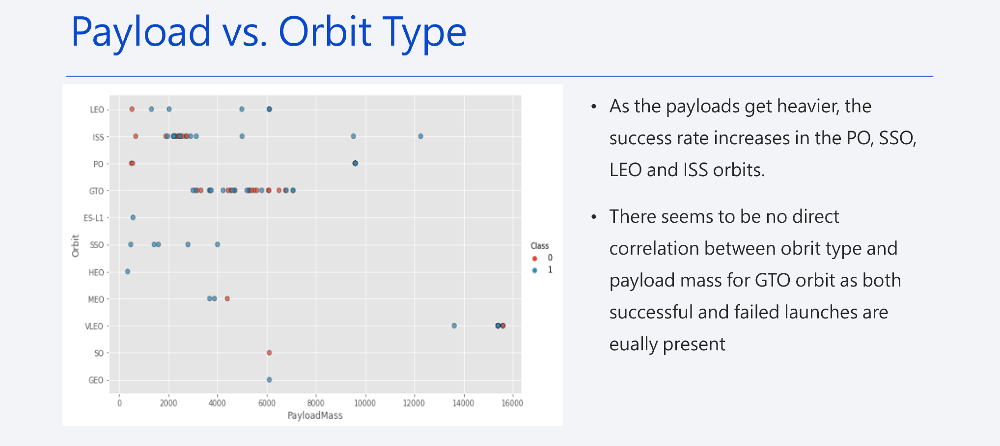 Payload vs. Orbit Type
LEO
ISS
PO
GTO
ES-L1
SSO
HEO
MEO
VLEO
SO
GEO
Orbit
0
2000
4000
6000
8000
10000
12000
14000
16000
PayloadMass
Class
0
1
• As the payloads get heavier, the
success rate increases in the PO, SSO,
LEO and ISS orbits.
• There seems to be no direct
correlation between obrit type and
payload mass for GTO orbit as both
successful and failed launches are
eually present